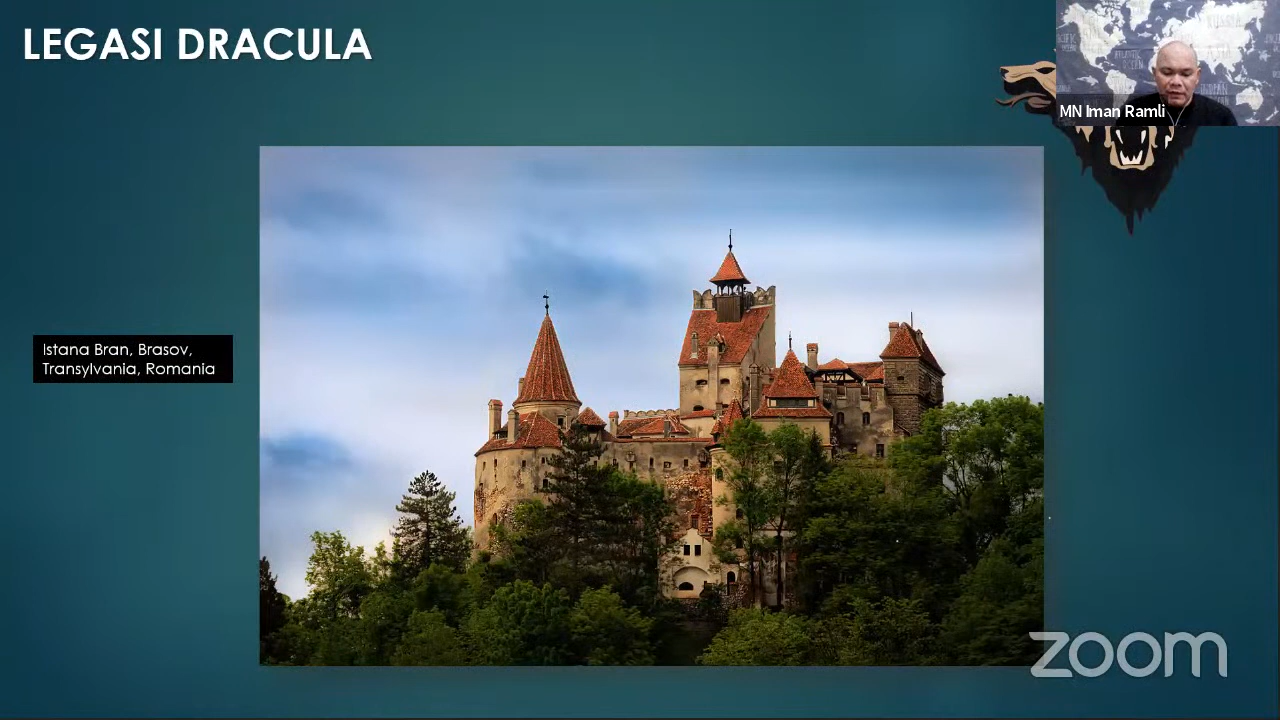 LEGASI DRACULA
MN Iman Ramli
Istana Bran, Brasov,
Transylvania, Romania
zoom